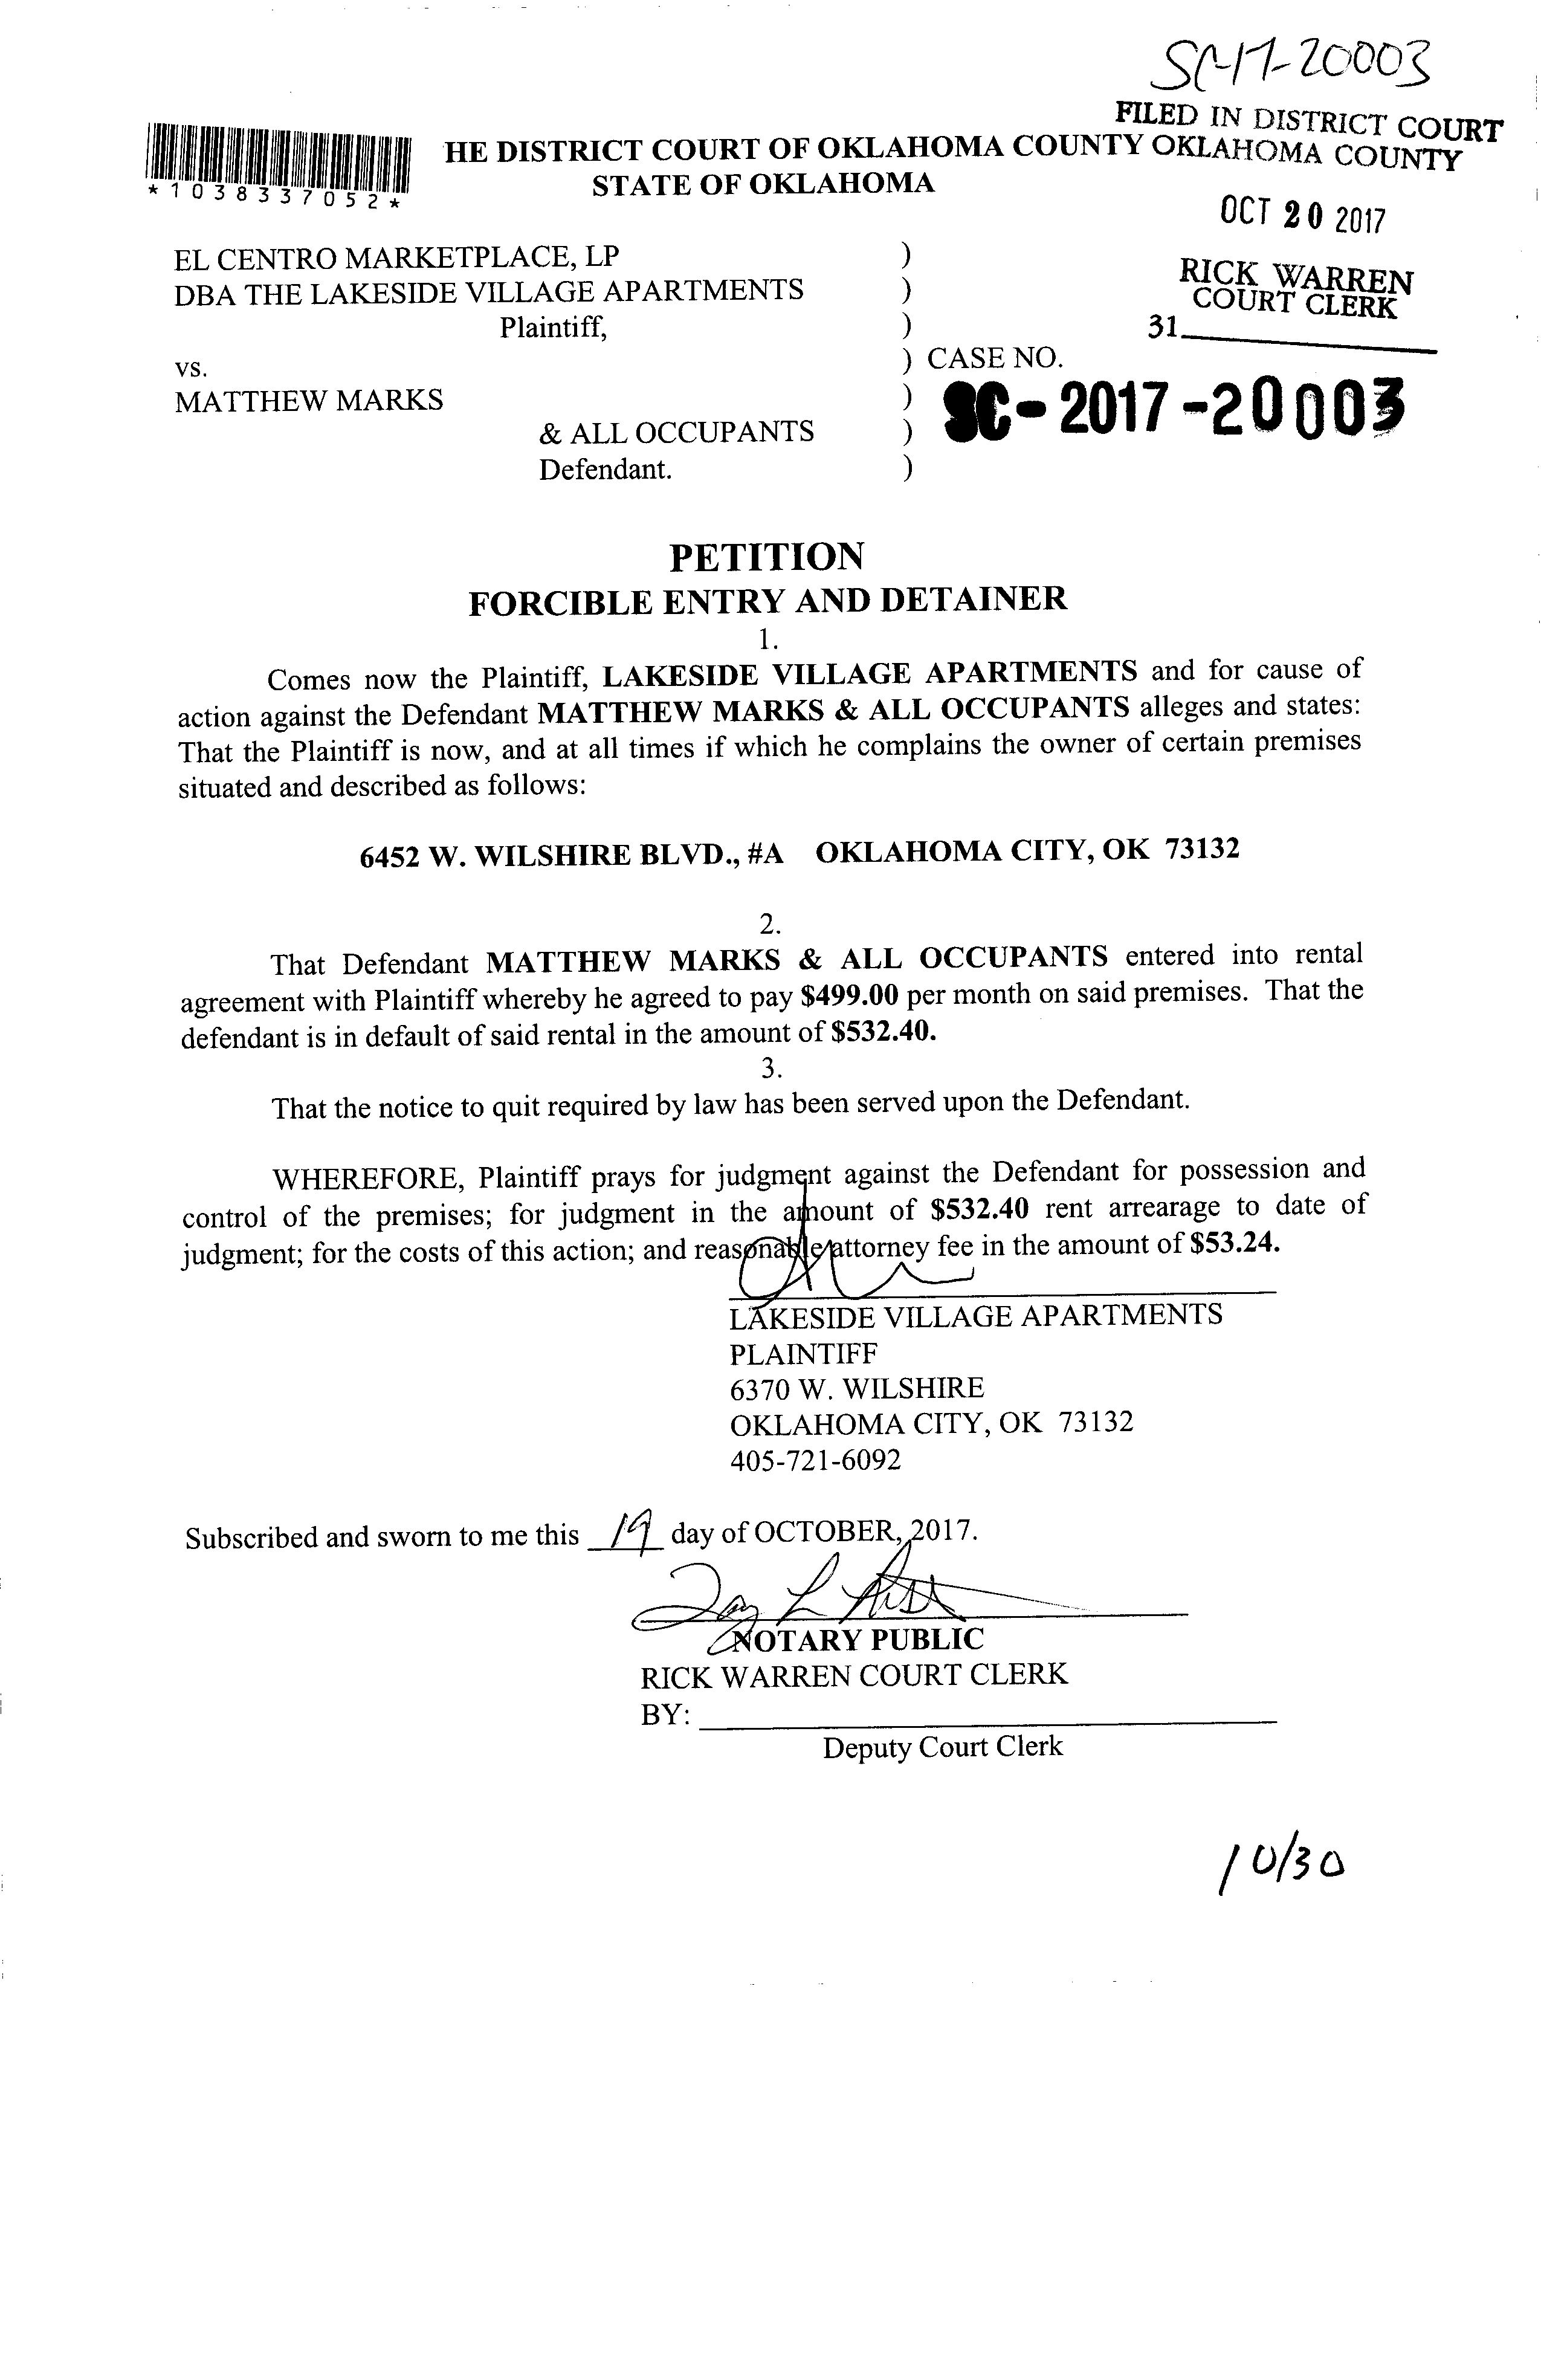 SC-17-20003
FILED IN DISTRICT COURT
OKLAHOMA COUNTY
HE DISTRICT COURT OF OKLAHOMA COUNTY
STATE OF OKLAHOMA
*1038337052*
OCT 20 2017
RICK WARREN
COURT CLERK
31
EL CENTRO MARKETPLACE, LP )
DBA THE LAKESIDE VILLAGE APARTMENTS )
Plaintiff, )
vs. ) CASE NO.
MATTHEW MARKS ) SC-2017-20003
& ALL OCCUPANTS )
Defendant. )
PETITION
FORCIBLE ENTRY AND DETAINER
1.
Comes now the Plaintiff, LAKESIDE VILLAGE APARTMENTS and for cause of
action against the Defendant MATTHEW MARKS & ALL OCCUPANTS alleges and states:
That the Plaintiff is now, and at all times if which he complains the owner of certain premises
situated and described as follows:
6452 W. WILSHIRE BLVD., #A OKLAHOMA CITY, OK 73132
2.
That Defendant MATTHEW MARKS & ALL OCCUPANTS entered into rental
agreement with Plaintiff whereby he agreed to pay $499.00 per month on said premises. That the
defendant is in default of said rental in the amount of $532.40.
3.
That the notice to quit required by law has been served upon the Defendant.
WHEREFORE, Plaintiff prays for judgment against the Defendant for possession and
control of the premises; for judgment in the amount of $532.40 rent arrearage to date of
judgment; for the costs of this action; and reasonable attorney fee in the amount of $53.24.
LAKESIDE VILLAGE APARTMENTS
PLAINTIFF
6370 W. WILSHIRE
OKLAHOMA CITY, OK 73132
405-721-6092
Subscribed and sworn to me this 19 day of OCTOBER, 2017.
NOTARY PUBLIC
RICK WARREN COURT CLERK
BY:
Deputy Court Clerk
10/30